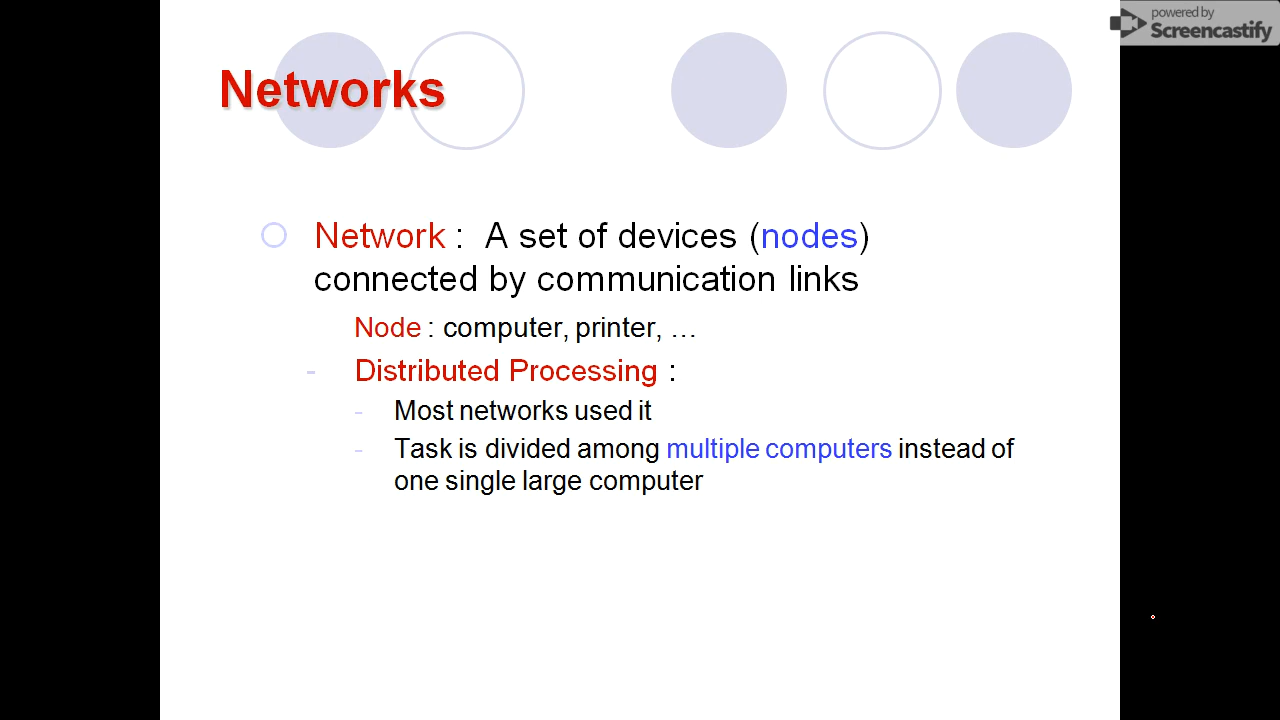 powered by
Screencastify
Networks
Network : A set of devices (nodes)
connected by communication links
Node : computer, printer, …
- Distributed Processing :
- Most networks used it
- Task is divided among multiple computers instead of
one single large computer